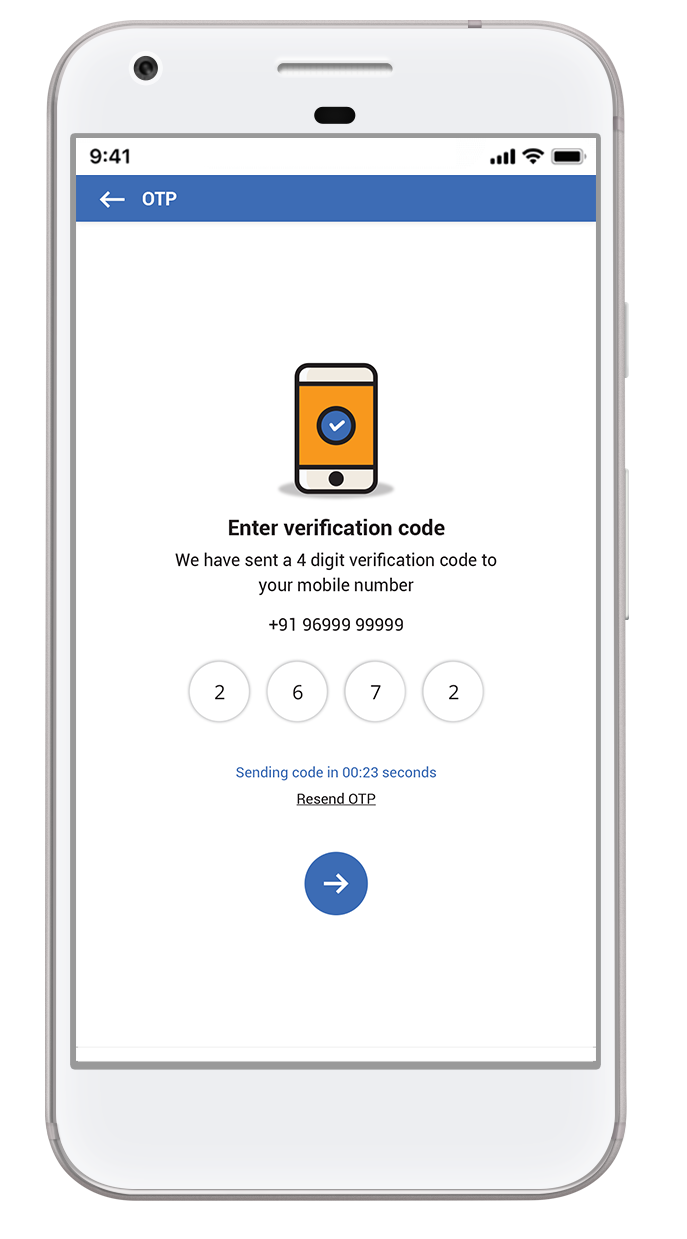 9:41
OTP
Enter verification code
We have sent a 4 digit verification code to
your mobile number
+91 96999 99999
2 6 7 2
Sending code in 00:23 seconds
Resend OTP